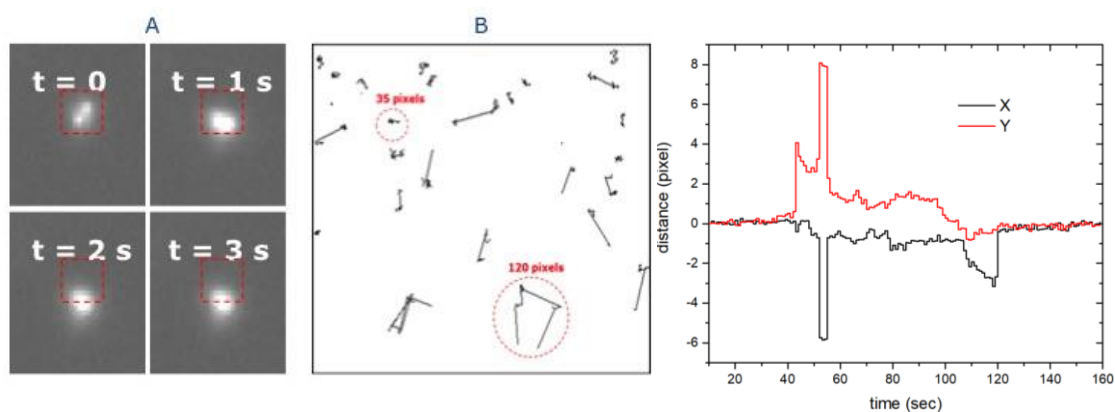 A
t = 0
t = 1 s
t = 2 s
t = 3 s
B
35 pixels
120 pixels
distance (pixel)
8
6
4
2
0
-2
-4
-6
X
Y
20
40
60
80
100
120
140
160
time (sec)